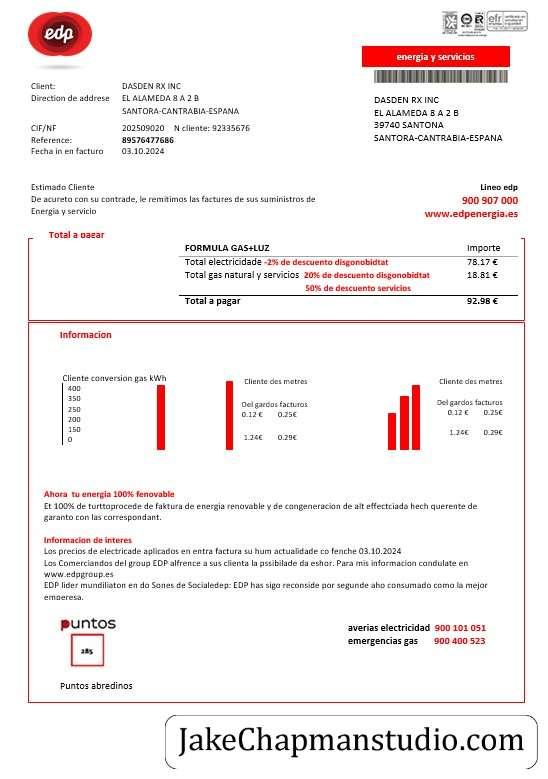 edp
energia y servicios
Client: DASDEN RX INC
Direction de addrese EL ALAMEDA 8 A 2 B
SANTORA-CANTRABIA-ESPANA
CIF/NF 202509020 N cliente: 92335676
Reference: 89576477686
Fecha in en facturo 03.10.2024
DASDEN RX INC
EL ALAMEDA 8 A 2 B
39740 SANTONA
SANTORA-CANTRABIA-ESPANA
Estimado Cliente
De acureto con su contrade, le remitimos las factures de sus suministros de
Energia y servicio
Lineo edp
900 907 000
www.edpenergia.es
Total a pagar
FORMULA GAS+LUZ Importe
Total electricidade -2% de descuento disgonobidtat 78.17 €
Total gas natural y servicios 20% de descuento disgonobidtat 18.81 €
50% de descuento servicios
Total a pagar 92.98 €
Informacion
Cliente conversion gas kWh
400
350
250
200
150
0
Cliente des metres
Del gardos facturos
0.12 € 0.25€
1.24€ 0.29€
Cliente des metres
Del gardos facturos
0.12 € 0.25€
1.24€ 0.29€
Ahora tu energia 100% fenovable
Et 100% de turttoprocede de faktura de energia renovable y de congeneracion de alt effectciada hech querente de
garanto con las correspondant.
Informacion de interes
Los precios de electricade aplicados en entra factura su hum actualidade co fenche 03.10.2024
Los Comerciandos del group EDP alfrence a sus clienta la pssibilade da eshor. Para mis informacion condulate en
www.edpgroup.es
EDP lider mundiliaton en do Sones de Socialedep: EDP has sigo reconside por segunde aho consumado como la mejor
empoersa.
puntos
285
Puntos abredinos
averias electricidad 900 101 051
emergencias gas 900 400 523
JakeChapmanstudio.com